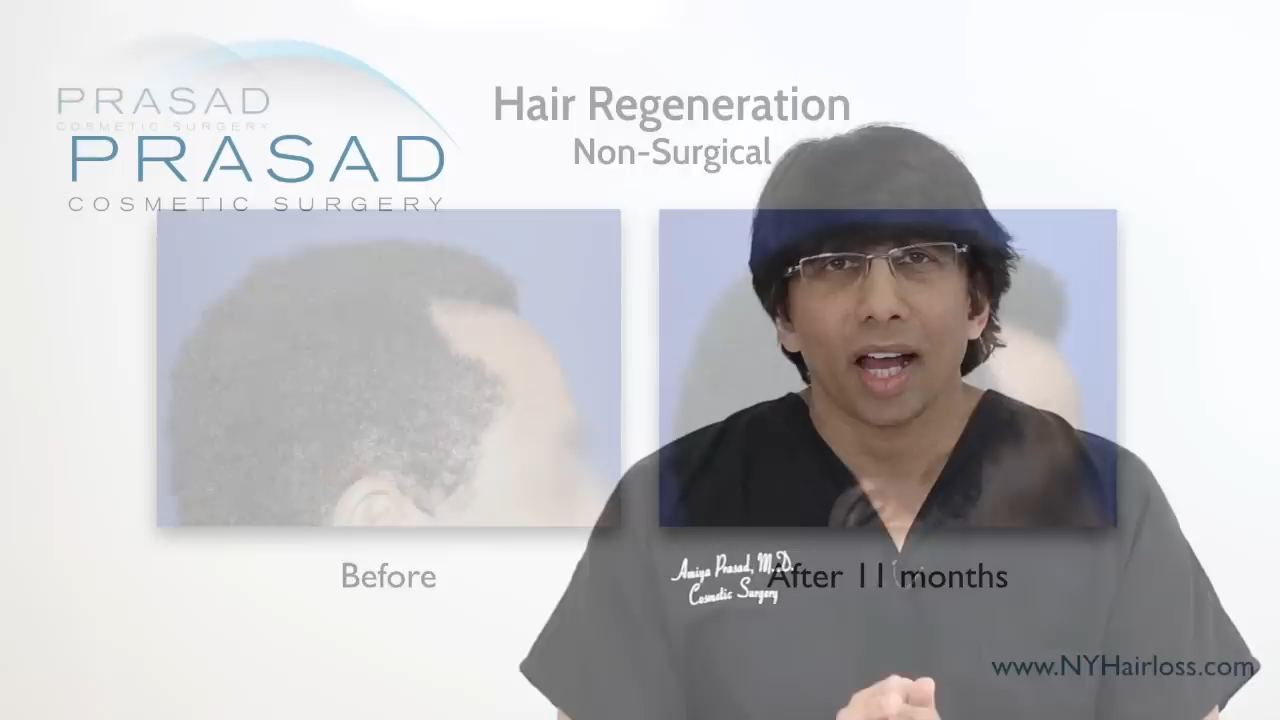 PRASAD
COSMETIC SURGERY
PRASAD
COSMETIC SURGERY
Hair Regeneration
Non-Surgical
Before
After 11 months
Amiya Prasad, M.D.
Cosmetic Surgery
www.NYHairloss.com